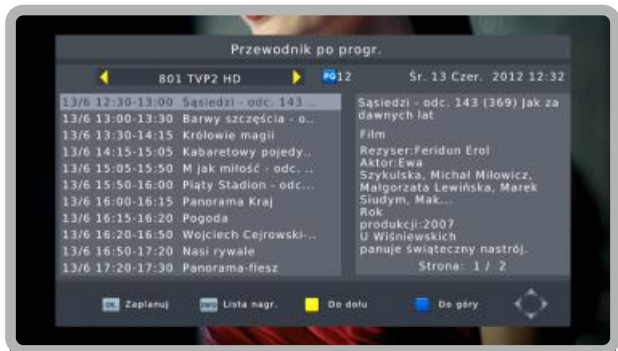 Przewodnik po progr.
801 TVP2 HD
PG12
Śr. 13 Czer. 2012 12:32
13/6 12:30-13:00 Sąsiedzi - odc. 143 ..
13/6 13:00-13:30 Barwy szczęścia - o..
13/6 13:30-14:15 Królowie magii
13/6 14:15-15:05 Kabaretowy pojedy..
13/6 15:05-15:50 M jak miłość - odc. ..
13/6 15:50-16:00 Piąty Stadion - odc...
13/6 16:00-16:15 Panorama Kraj
13/6 16:15-16:20 Pogoda
13/6 16:20-16:50 Wojciech Cejrowski-..
13/6 16:50-17:20 Nasi rywale
13/6 17:20-17:30 Panorama-flesz
Sąsiedzi - odc. 143 (369) Jak za
dawnych lat
Film
Reżyser:Feridun Erol
Aktor:Ewa
Szykulska, Michał Milowicz,
Małgorzata Lewińska, Marek
Siudym, Mak...
Rok
produkcji:2007
U Wiśniewskich
panuje świąteczny nastrój.
Strona: 1 / 2
OK Zaplanuj
INFO Lista nagr.
Do dołu
Do góry